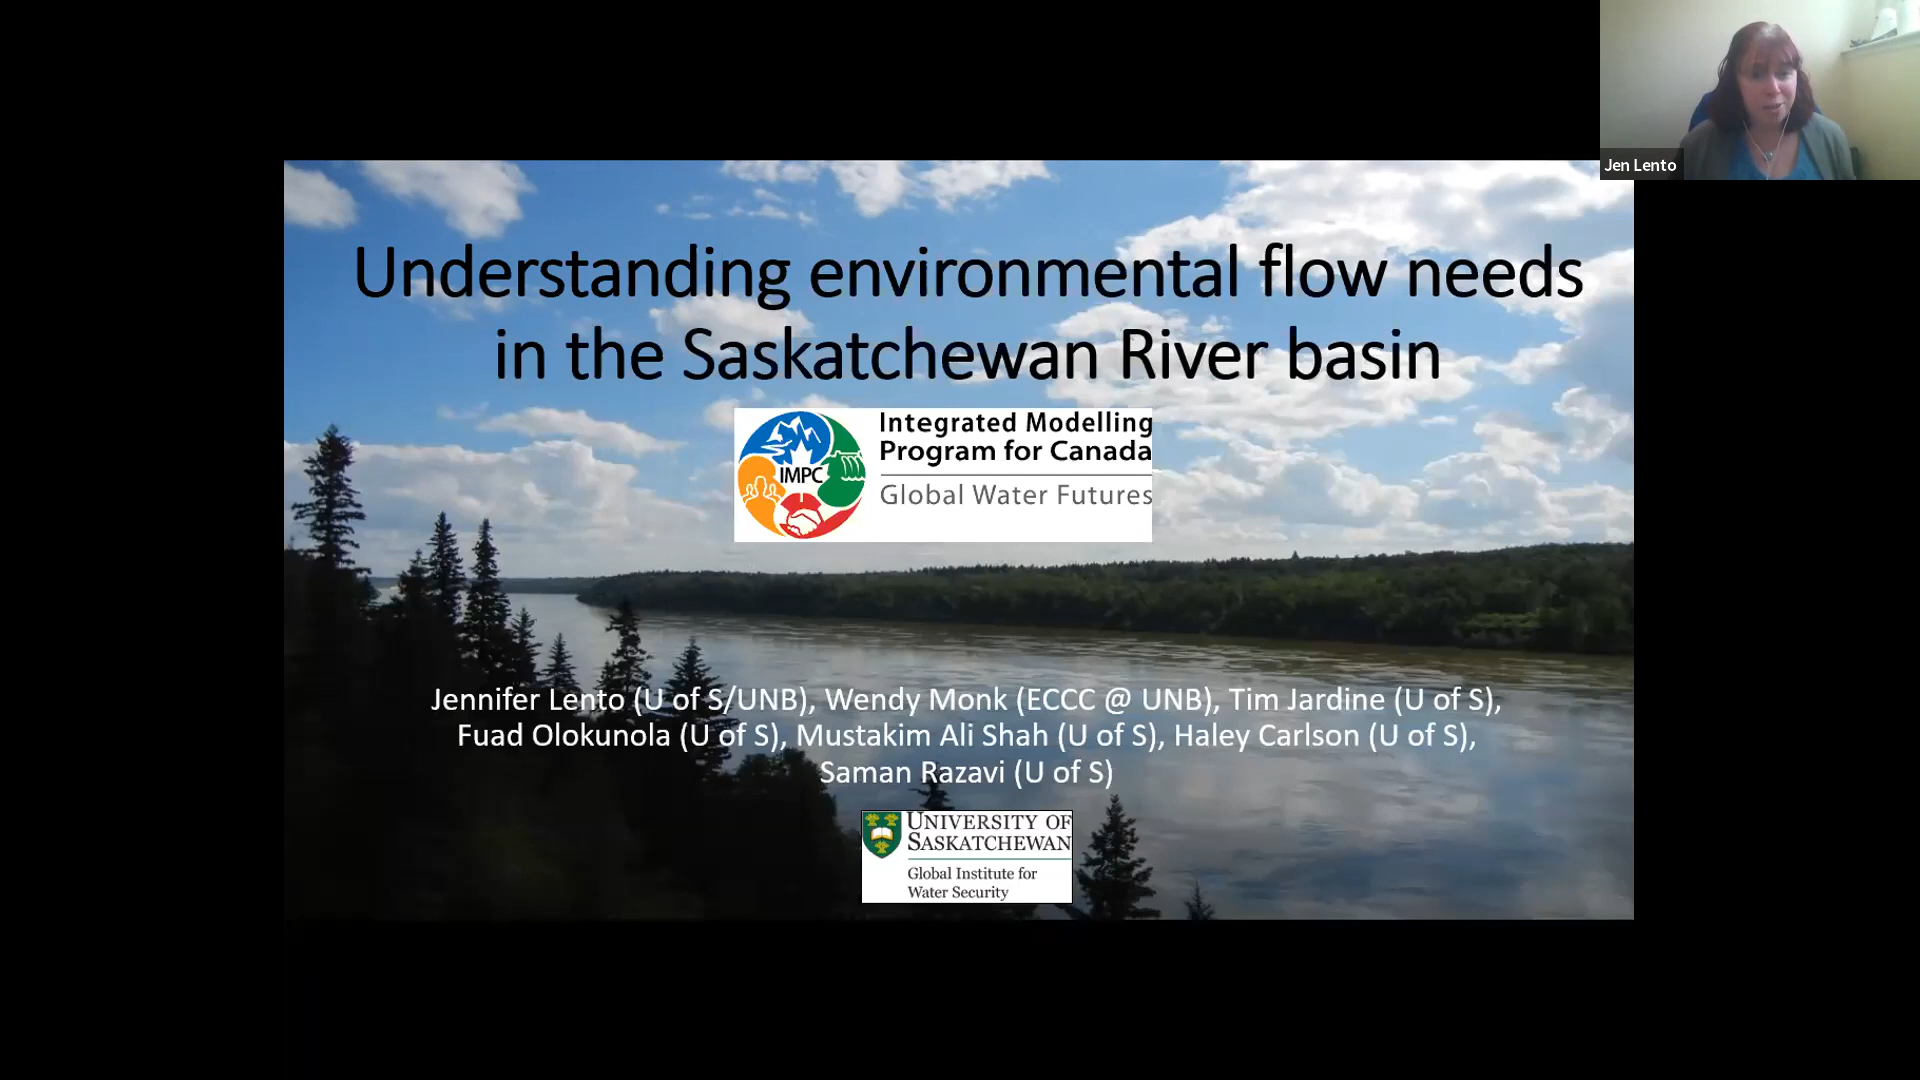 Jen Lento
Understanding environmental flow needs
in the Saskatchewan River basin
IMPC
Integrated Modelling
Program for Canada
Global Water Futures
Jennifer Lento (U of S/UNB), Wendy Monk (ECCC @ UNB), Tim Jardine (U of S),
Fuad Olokunola (U of S), Mustakim Ali Shah (U of S), Haley Carlson (U of S),
Saman Razavi (U of S)
UNIVERSITY OF
SASKATCHEWAN
Global Institute for
Water Security